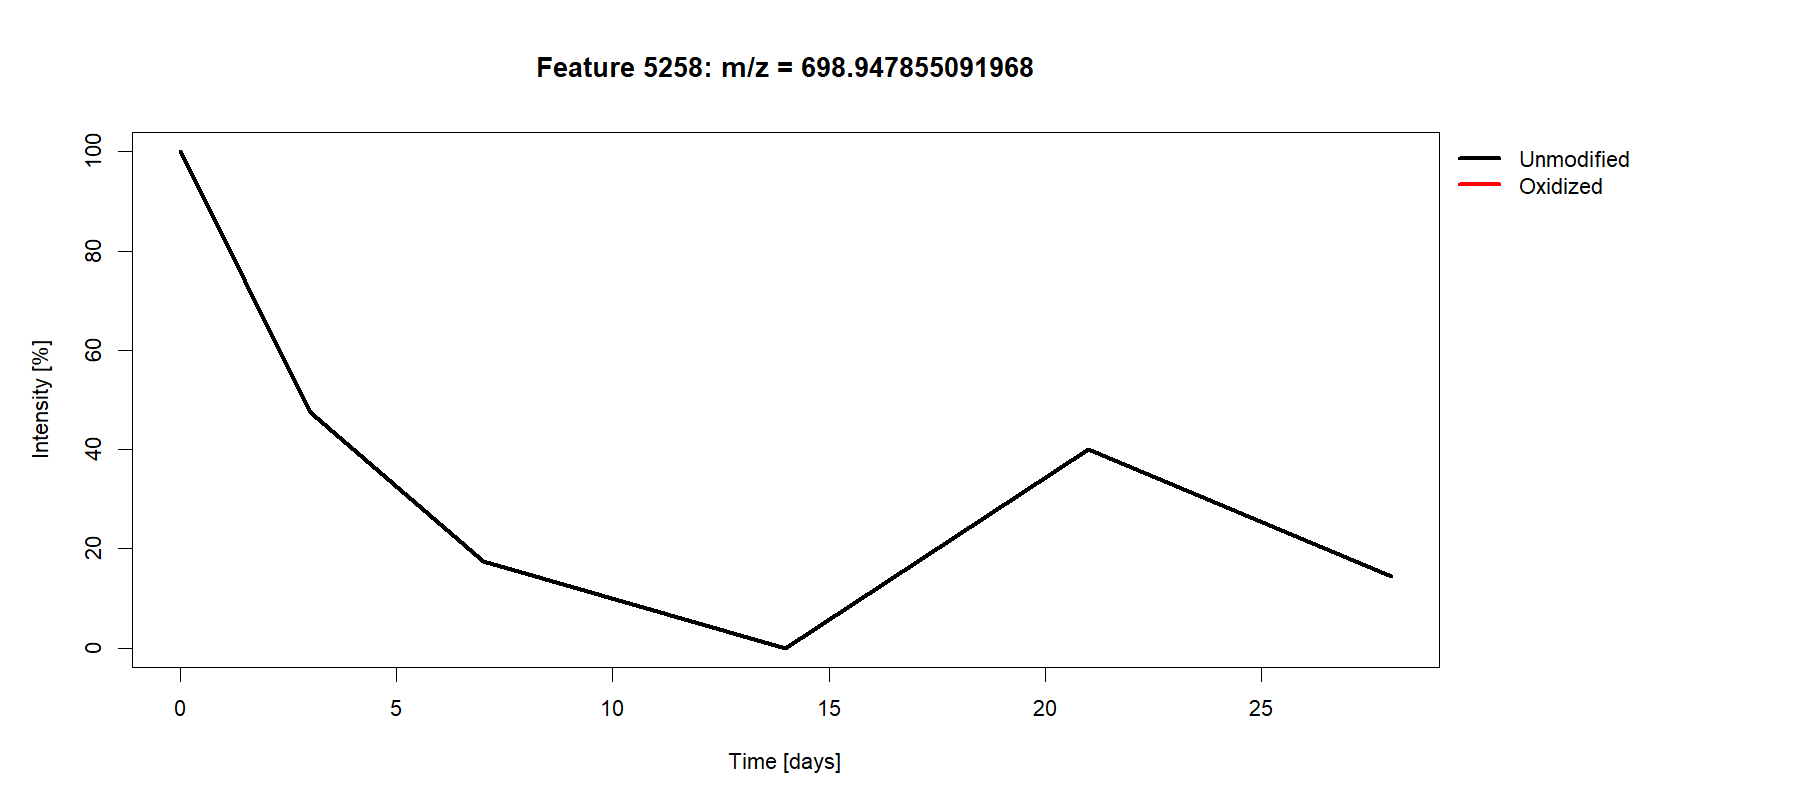 Feature 5258: m/z = 698.947855091968
Unmodified
Oxidized
Intensity [%]
100
80
60
40
20
0
0 5 10 15 20 25
Time [days]